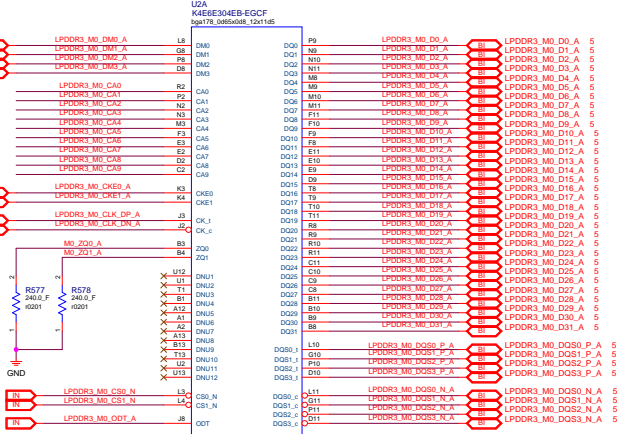 U2A
K4E6E304EB-EGCF
bga178_0d65x0d8_12x11d5
LPDDR3_M0_DM0_A L8 DM0
LPDDR3_M0_DM1_A G8 DM1
LPDDR3_M0_DM2_A P8 DM2
LPDDR3_M0_DM3_A D8 DM3
LPDDR3_M0_CA0 R2 CA0
LPDDR3_M0_CA1 P2 CA1
LPDDR3_M0_CA2 N2 CA2
LPDDR3_M0_CA3 N3 CA3
LPDDR3_M0_CA4 M3 CA4
LPDDR3_M0_CA5 F3 CA5
LPDDR3_M0_CA6 E3 CA6
LPDDR3_M0_CA7 E2 CA7
LPDDR3_M0_CA8 D2 CA8
LPDDR3_M0_CA9 C2 CA9
LPDDR3_M0_CKE0_A K3 CKE0
LPDDR3_M0_CKE1_A K4 CKE1
LPDDR3_M0_CLK_DP_A J3 CK_t
LPDDR3_M0_CLK_DN_A J2 CK_c
M0_ZQ0_A B3 ZQ0
M0_ZQ1_A B4 ZQ1
U12 DNU1
U1 DNU2
T1 DNU3
B1 DNU4
A12 DNU5
A1 DNU6
A2 DNU7
A13 DNU8
B13 DNU9
T13 DNU10
U2 DNU11
U13 DNU12
2 R577 240.0_F r0201 1
2 R578 240.0_F r0201 1
GND
IN LPDDR3_M0_CS0_N L3 CS0_N
IN LPDDR3_M0_CS1_N L4 CS1_N
IN LPDDR3_M0_ODT_A J8 ODT
DQ0 P9 LPDDR3_M0_D0_A BI LPDDR3_M0_D0_A 5
DQ1 N9 LPDDR3_M0_D1_A BI LPDDR3_M0_D1_A 5
DQ2 N10 LPDDR3_M0_D2_A BI LPDDR3_M0_D2_A 5
DQ3 N11 LPDDR3_M0_D3_A BI LPDDR3_M0_D3_A 5
DQ4 M8 LPDDR3_M0_D4_A BI LPDDR3_M0_D4_A 5
DQ5 M9 LPDDR3_M0_D5_A BI LPDDR3_M0_D5_A 5
DQ6 M10 LPDDR3_M0_D6_A BI LPDDR3_M0_D6_A 5
DQ7 M11 LPDDR3_M0_D7_A BI LPDDR3_M0_D7_A 5
DQ8 F11 LPDDR3_M0_D8_A BI LPDDR3_M0_D8_A 5
DQ9 F10 LPDDR3_M0_D9_A BI LPDDR3_M0_D9_A 5
DQ10 F9 LPDDR3_M0_D10_A BI LPDDR3_M0_D10_A 5
DQ11 F8 LPDDR3_M0_D11_A BI LPDDR3_M0_D11_A 5
DQ12 E11 LPDDR3_M0_D12_A BI LPDDR3_M0_D12_A 5
DQ13 E10 LPDDR3_M0_D13_A BI LPDDR3_M0_D13_A 5
DQ14 E9 LPDDR3_M0_D14_A BI LPDDR3_M0_D14_A 5
DQ15 D9 LPDDR3_M0_D15_A BI LPDDR3_M0_D15_A 5
DQ16 T8 LPDDR3_M0_D16_A BI LPDDR3_M0_D16_A 5
DQ17 T9 LPDDR3_M0_D17_A BI LPDDR3_M0_D17_A 5
DQ18 T10 LPDDR3_M0_D18_A BI LPDDR3_M0_D18_A 5
DQ19 T11 LPDDR3_M0_D19_A BI LPDDR3_M0_D19_A 5
DQ20 R8 LPDDR3_M0_D20_A BI LPDDR3_M0_D20_A 5
DQ21 R9 LPDDR3_M0_D21_A BI LPDDR3_M0_D21_A 5
DQ22 R10 LPDDR3_M0_D22_A BI LPDDR3_M0_D22_A 5
DQ23 R11 LPDDR3_M0_D23_A BI LPDDR3_M0_D23_A 5
DQ24 C11 LPDDR3_M0_D24_A BI LPDDR3_M0_D24_A 5
DQ25 C10 LPDDR3_M0_D25_A BI LPDDR3_M0_D25_A 5
DQ26 C9 LPDDR3_M0_D26_A BI LPDDR3_M0_D26_A 5
DQ27 C8 LPDDR3_M0_D27_A BI LPDDR3_M0_D27_A 5
DQ28 B11 LPDDR3_M0_D28_A BI LPDDR3_M0_D28_A 5
DQ29 B10 LPDDR3_M0_D29_A BI LPDDR3_M0_D29_A 5
DQ30 B9 LPDDR3_M0_D30_A BI LPDDR3_M0_D30_A 5
DQ31 B8 LPDDR3_M0_D31_A BI LPDDR3_M0_D31_A 5
DQS0_t L10 LPDDR3_M0_DQS0_P_A BI LPDDR3_M0_DQS0_P_A 5
DQS1_t G10 LPDDR3_M0_DQS1_P_A BI LPDDR3_M0_DQS1_P_A 5
DQS2_t P10 LPDDR3_M0_DQS2_P_A BI LPDDR3_M0_DQS2_P_A 5
DQS3_t D10 LPDDR3_M0_DQS3_P_A BI LPDDR3_M0_DQS3_P_A 5
DQS0_c L11 LPDDR3_M0_DQS0_N_A BI LPDDR3_M0_DQS0_N_A 5
DQS1_c G11 LPDDR3_M0_DQS1_N_A BI LPDDR3_M0_DQS1_N_A 5
DQS2_c P11 LPDDR3_M0_DQS2_N_A BI LPDDR3_M0_DQS2_N_A 5
DQS3_c D11 LPDDR3_M0_DQS3_N_A BI LPDDR3_M0_DQS3_N_A 5